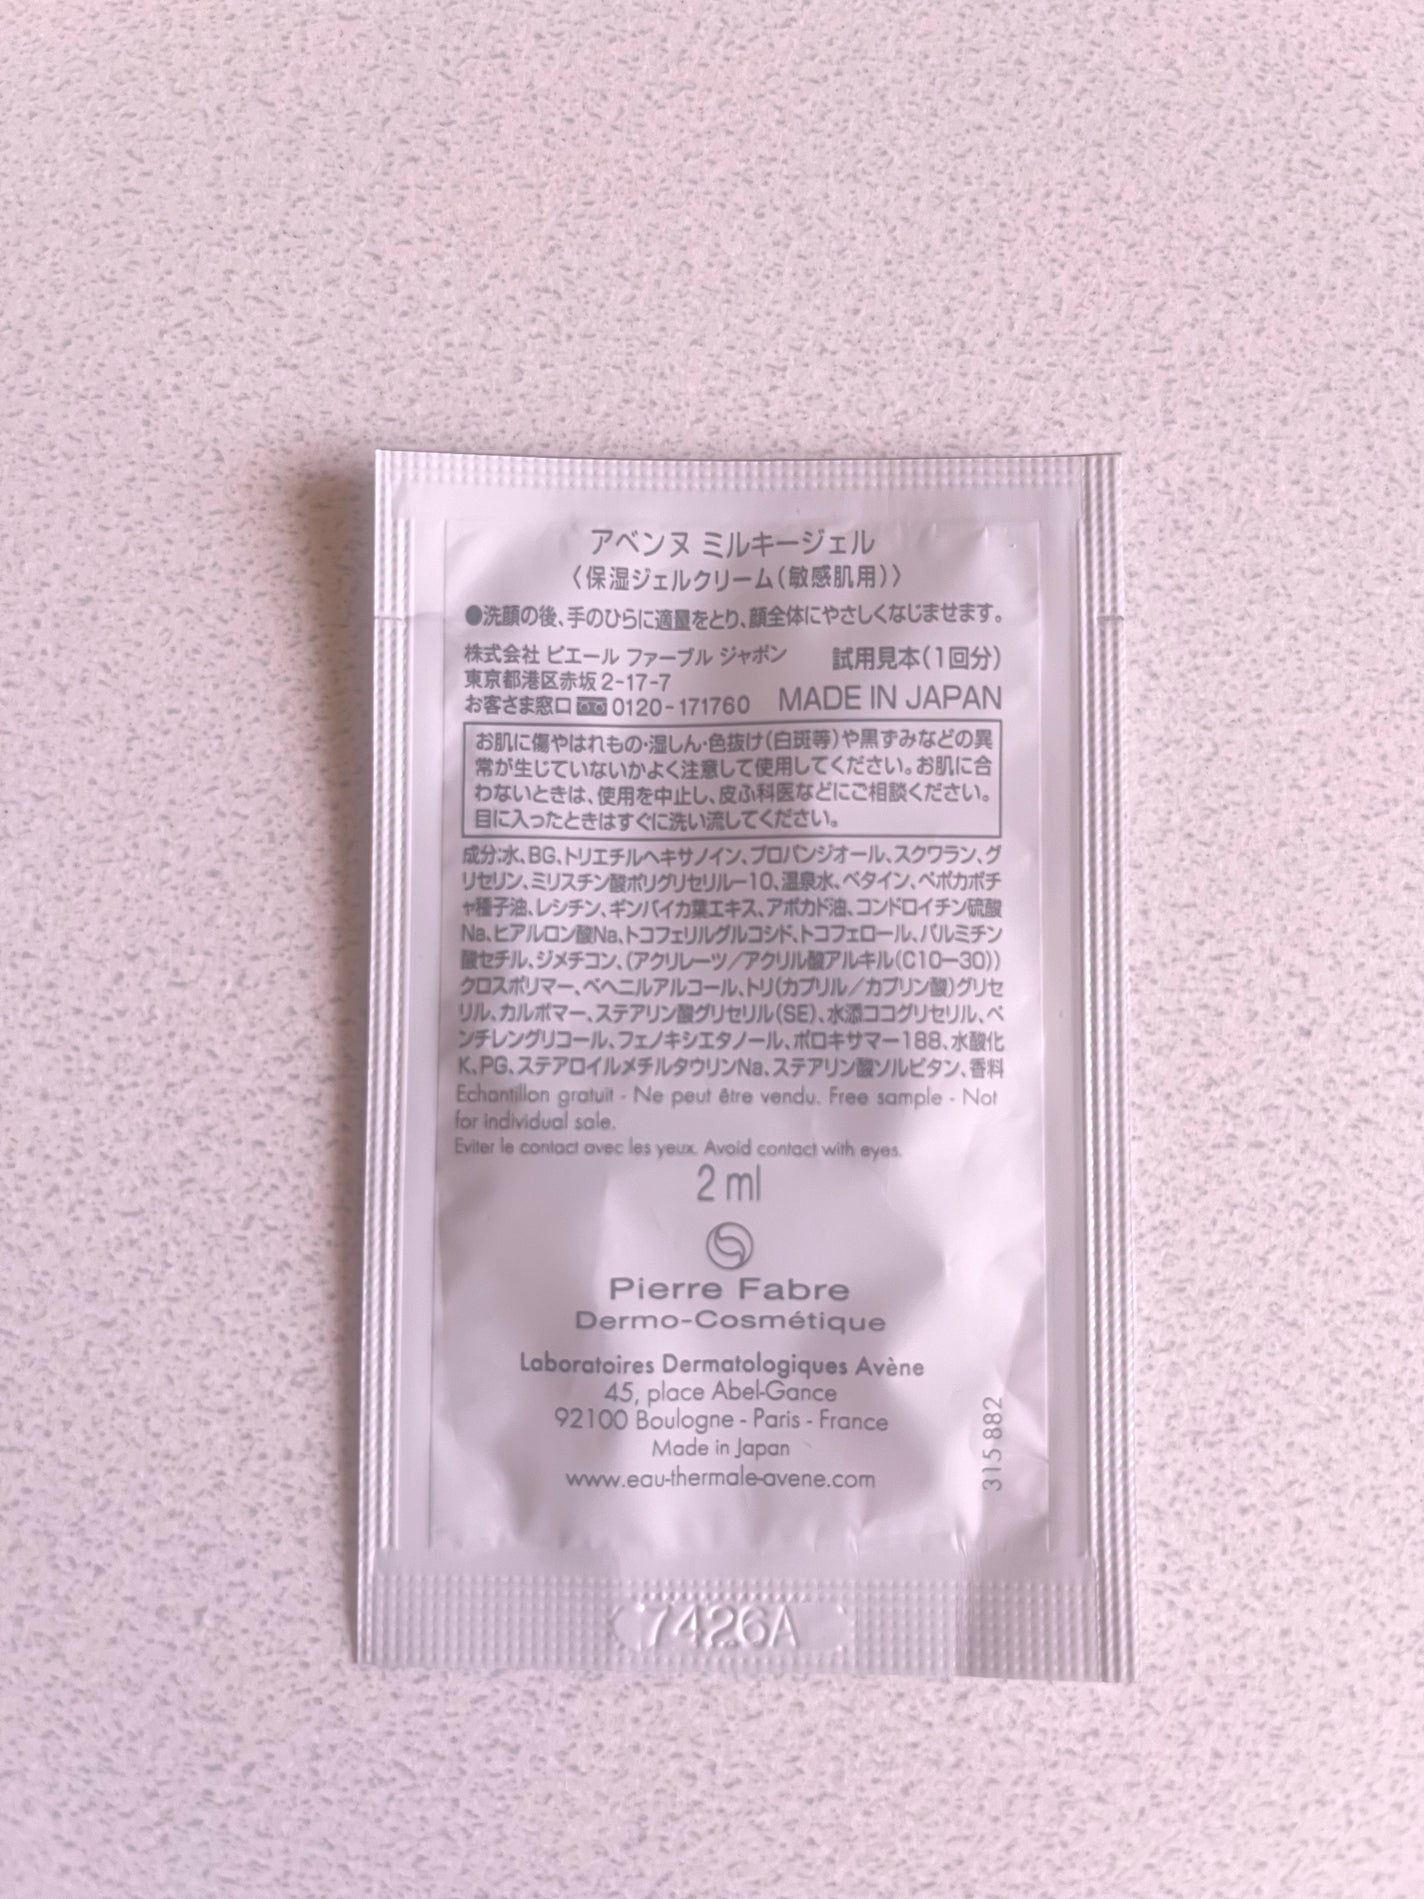 アベンヌ ミルキージェル
〈保湿ジェルクリーム(敏感肌用)〉
●洗顔の後、手のひらに適量をとり、顔全体にやさしくなじませます。
株式会社 ピエール ファーブル ジャポン 試用見本(1回分)
東京都港区赤坂2-17-7
お客さま窓口 0120-171760 MADE IN JAPAN
お肌に傷やはれもの・湿しん・色抜け(白斑等)や黒ずみなどの異
常が生じていないかよく注意して使用してください。お肌に合
わないときは、使用を中止し、皮ふ科医などにご相談ください。
目に入ったときはすぐに洗い流してください。
成分:水、BG、トリエチルヘキサノイン、プロパンジオール、スクワラン、グ
リセリン、ミリスチン酸ポリグリセリル-10、温泉水、ベタイン、ペポカボチ
ャ種子油、レシチン、ギンバイカ葉エキス、アボカド油、コンドロイチン硫酸
Na、ヒアルロン酸Na、トコフェリルグルコシド、トコフェロール、パルミチン
酸セチル、ジメチコン、(アクリレーツ/アクリル酸アルキル(C10-30))
クロスポリマー、ベヘニルアルコール、トリ(カプリル/カプリン酸)グリセ
リル、カルボマー、ステアリン酸グリセリル(SE)、水添ココグリセリル、ペ
ンチレングリコール、フェノキシエタノール、ポロキサマー188、水酸化
K、PG、ステアロイルメチルタウリンNa、ステアリン酸ソルビタン、香料
Echantillon gratuit - Ne peut être vendu. Free sample - Not
for individual sale.
Eviter le contact avec les yeux. Avoid contact with eyes.
2 ml
Pierre Fabre
Dermo-Cosmétique
Laboratoires Dermatologiques Avène
45, place Abel-Gance
92100 Boulogne - Paris - France
Made in Japan
www.eau-thermale-avene.com
315882
7426A